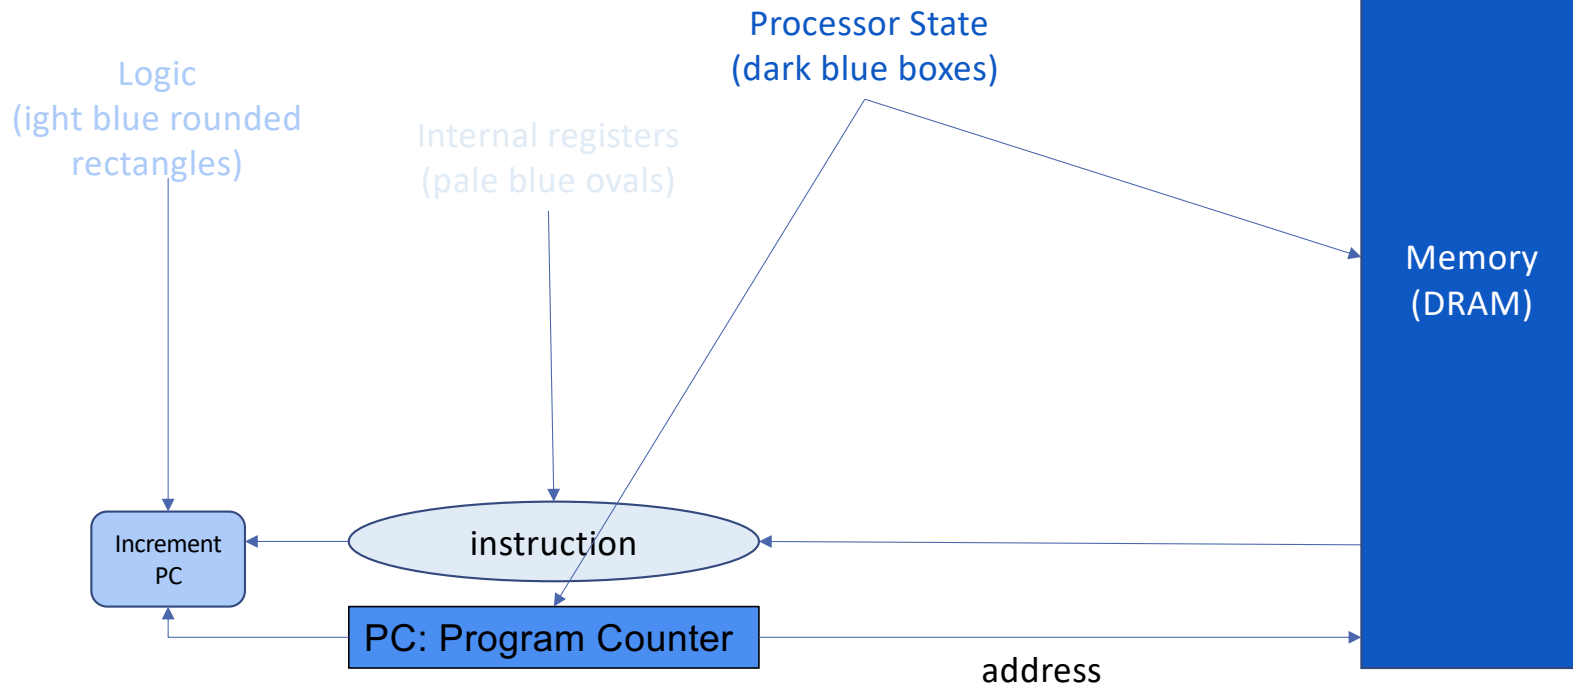 Processor State
(dark blue boxes)
Logic
(ight blue rounded
rectangles)
Internal registers
(pale blue ovals)
Memory
(DRAM)
Increment
PC
instruction
PC: Program Counter
address